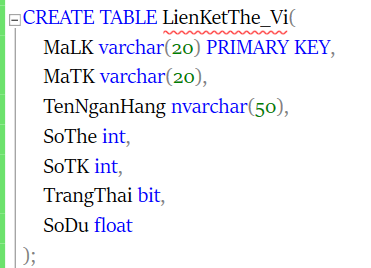 CREATE TABLE LienKetThe_Vi(
MaLK varchar(20) PRIMARY KEY,
MaTK varchar(20),
TenNganHang nvarchar(50),
SoThe int,
SoTK int,
TrangThai bit,
SoDu float
);